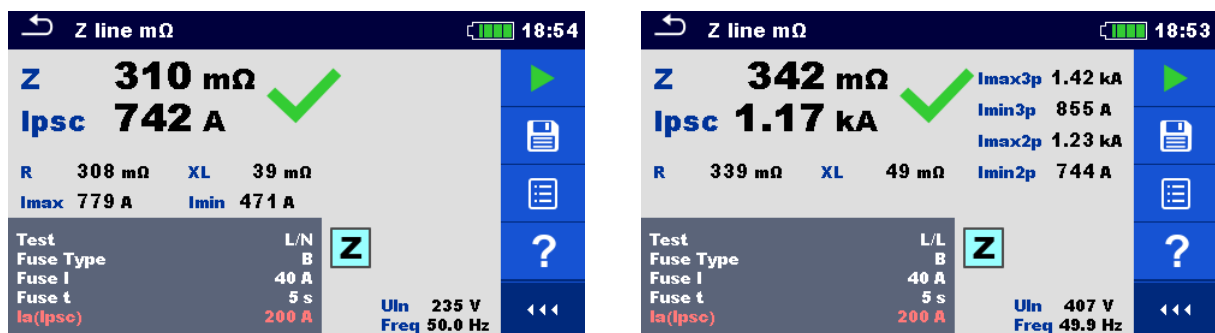 Z line mΩ 18:54
Z 310 mΩ
Ipsc 742 A
R 308 mΩ XL 39 mΩ
Imax 779 A Imin 471 A
Test L/N
Fuse Type B
Fuse I 40 A
Fuse t 5 s
Ia(Ipsc) 200 A
Z
Uln 235 V
Freq 50.0 Hz
?
Z line mΩ 18:53
Z 342 mΩ
Ipsc 1.17 kA
Imax3p 1.42 kA
Imin3p 855 A
Imax2p 1.23 kA
R 339 mΩ XL 49 mΩ Imin2p 744 A
Test L/L
Fuse Type B
Fuse I 40 A
Fuse t 5 s
Ia(Ipsc) 200 A
Z
Uln 407 V
Freq 49.9 Hz
?